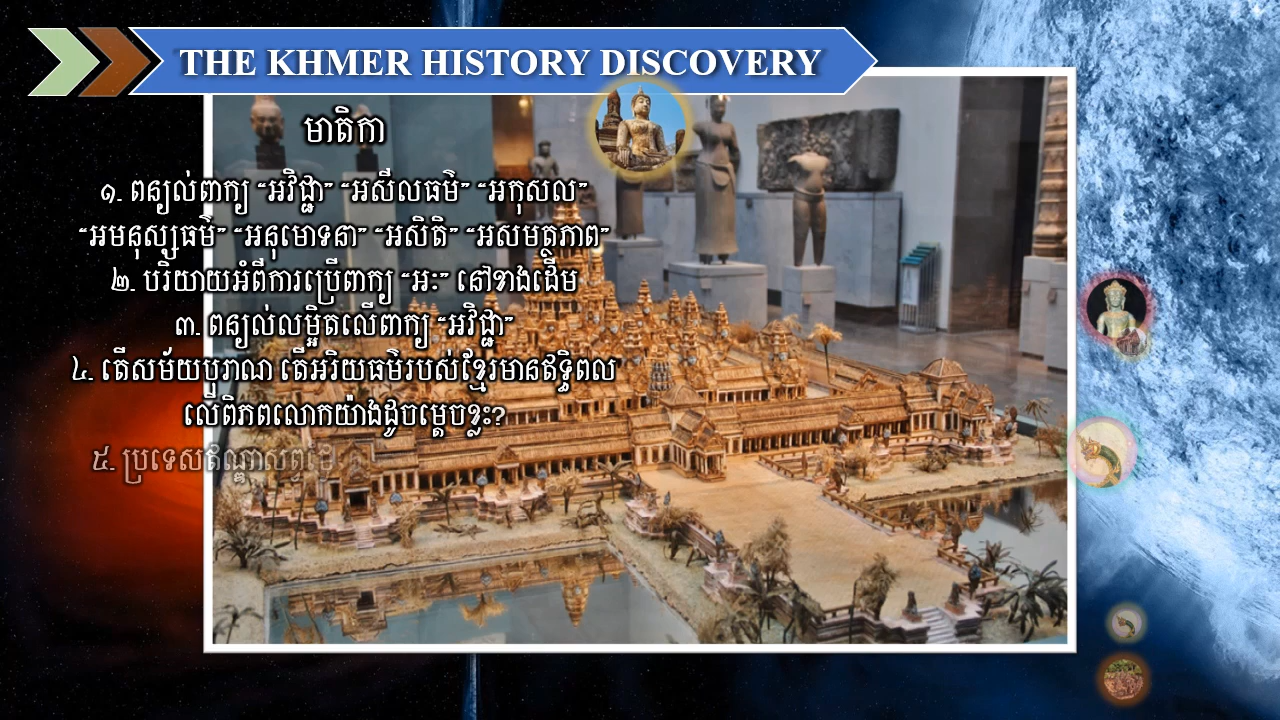 THE KHMER HISTORY DISCOVERY
មាតិកា
១. ពន្យល់ពាក្យ “អវិជ្ជា” “អសីលធម៌” “អកុសល”
“អមនុស្សធម៌” “អនុមោទនា” “អសិតិ” “អសមត្ថភាព”
២. បរិយាយអំពីការប្រើពាក្យ “អៈ” នៅខាងដើម
៣. ពន្យល់លម្អិតលើពាក្យ “អវិជ្ជា”
៤. តើសម័យបុរាណ តើអរិយធម៌របស់ខ្មែរមានឥទ្ធិពល
លើពិភពលោកយ៉ាងដូចម្ដេចខ្លះ?
៥. ប្រទេសឥណ្ឌាសព្វ